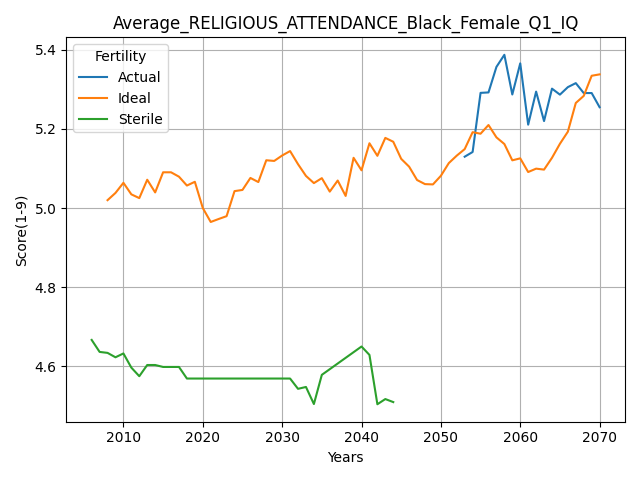 Average_RELIGIOUS_ATTENDANCE_Black_Female_Q1_IQ
Fertility
Actual
Ideal
Sterile
Score(1-9)
5.4
5.2
5.0
4.8
4.6
2010 2020 2030 2040 2050 2060 2070
Years